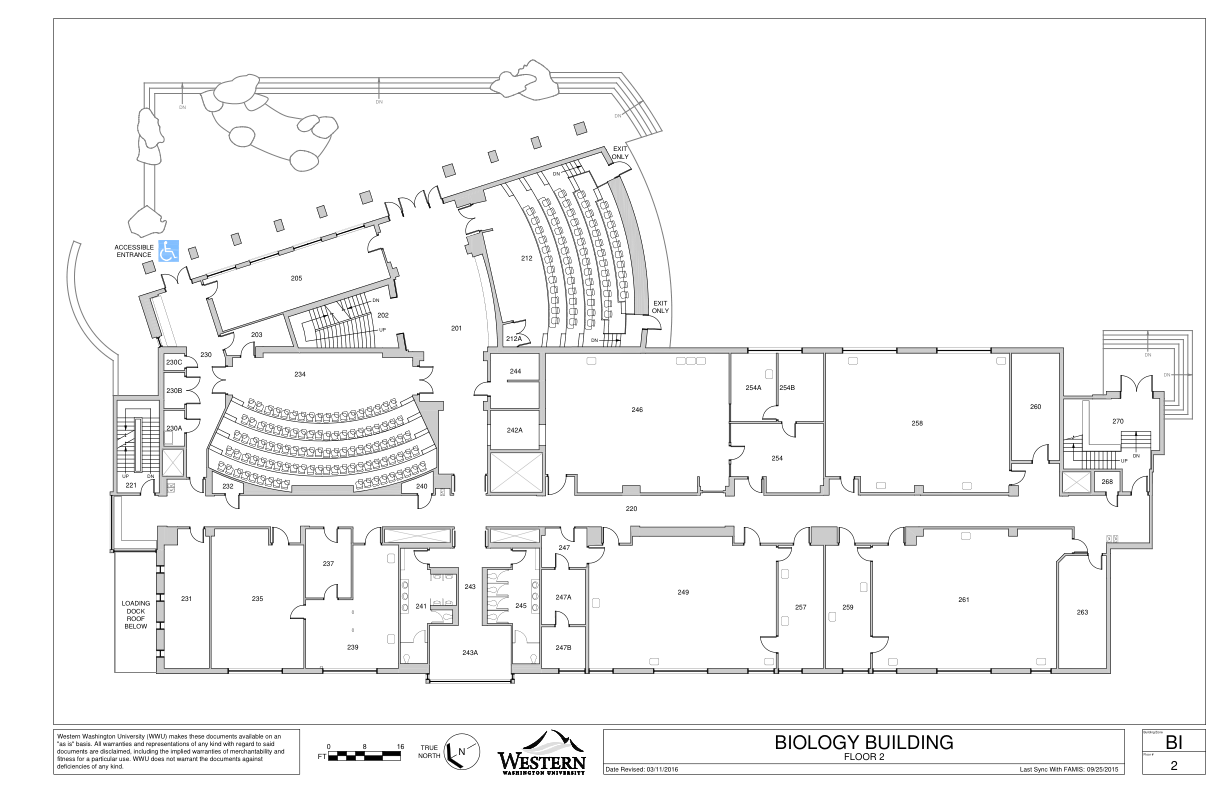 DN
DN
DN
EXIT
ONLY
DN
ACCESSIBLE
ENTRANCE
212
205
DN
202
UP
203
201
EXIT
ONLY
212A
DN
230
230C
234
244
230B
246
254A
254B
258
260
DN
DN
230A
242A
254
270
DN
UP
UP
DN
221
232
240
268
220
237
247
231
235
241
243
245
247A
249
257
259
261
263
LOADING
DOCK
ROOF
BELOW
239
243A
247B
Western Washington University (WWU) makes these documents available on an
"as is" basis. All warranties and representations of any kind with regard to said
documents are disclaimed, including the implied warranties of merchantability and
fitness for a particular use. WWU does not warrant the documents against
deficiencies of any kind.
0 8 16
FT
TRUE
NORTH
N
WESTERN
WASHINGTON UNIVERSITY
BIOLOGY BUILDING
FLOOR 2
Date Revised: 03/11/2016
Last Sync With FAMIS: 09/25/2015
BI
Floor #
2